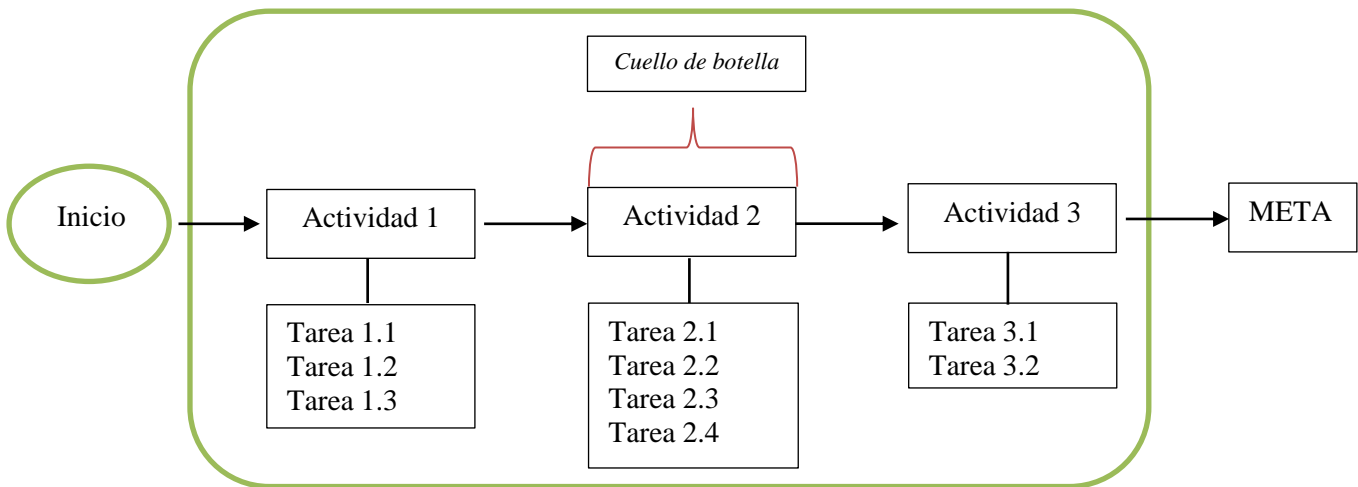 Cuello de botella
Inicio
Actividad 1
Actividad 2
Actividad 3
META
Tarea 1.1
Tarea 1.2
Tarea 1.3
Tarea 2.1
Tarea 2.2
Tarea 2.3
Tarea 2.4
Tarea 3.1
Tarea 3.2